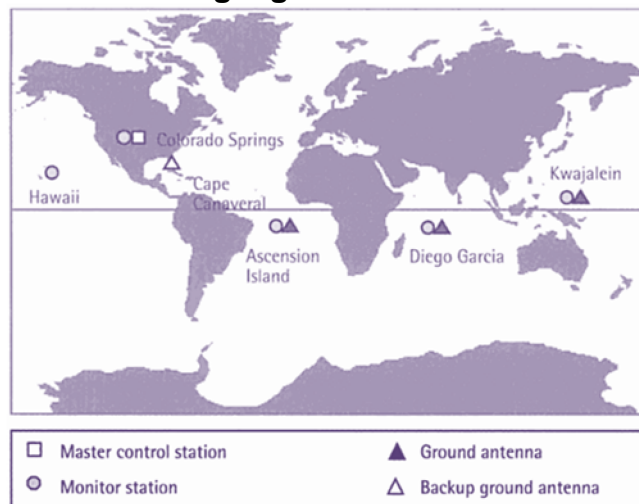 Colorado Springs
Kwajalein
Hawaii
Cape
Canaveral
Ascension
Island
Diego Garcia
Master control station
Ground antenna
Monitor station
Backup ground antenna